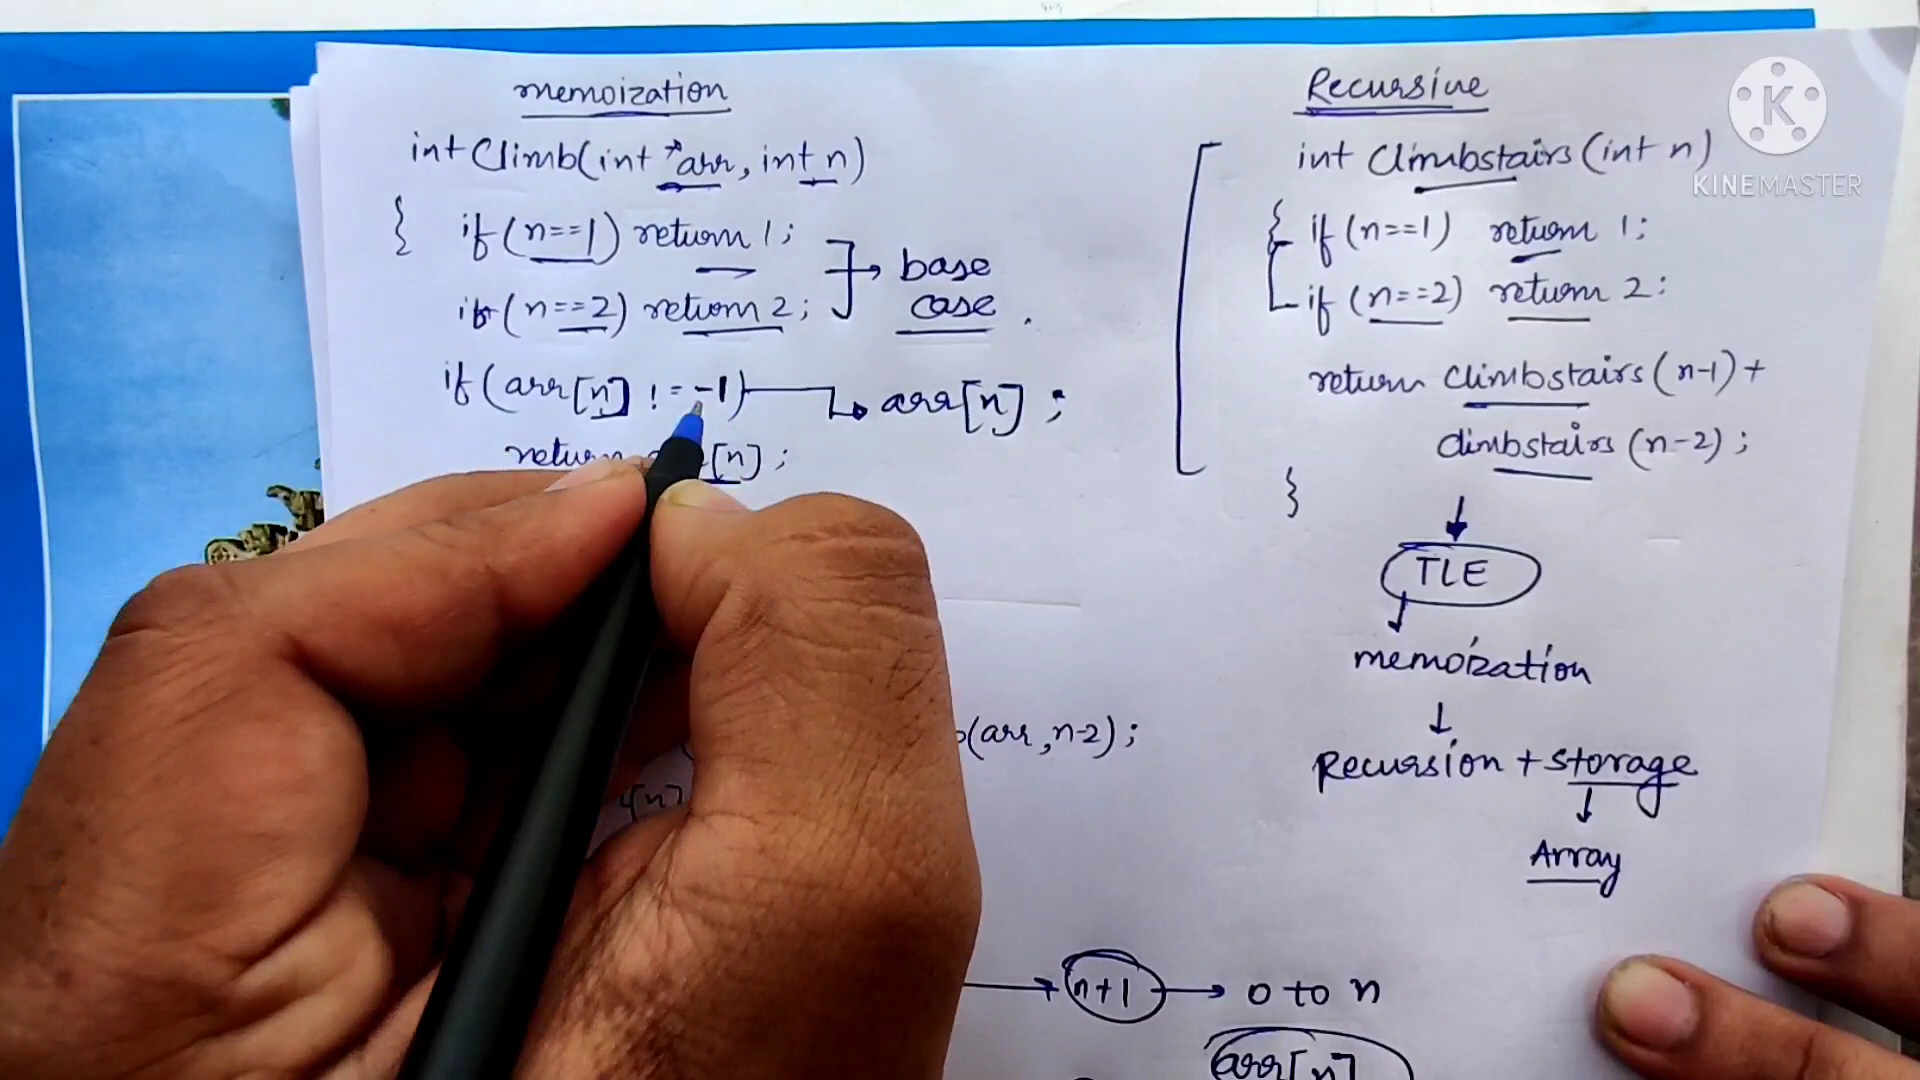 memoization
int Climb(int *arr, int n)
{ if (n==1) return 1;
if (n==2) return 2;
base
case
if (arr[n] != -1) arr[n] ;
return [n] ;
(arr, n-2);
[n]
n+1 0 to n
arr[n]
Recursive
int Climbstairs (int n)
{ if (n==1) return 1;
if (n==2) return 2:
return Climbstairs (n-1) +
climbstairs (n-2) ;
}
TLE
memoization
Recursion + storage
Array
K
KINEMASTER